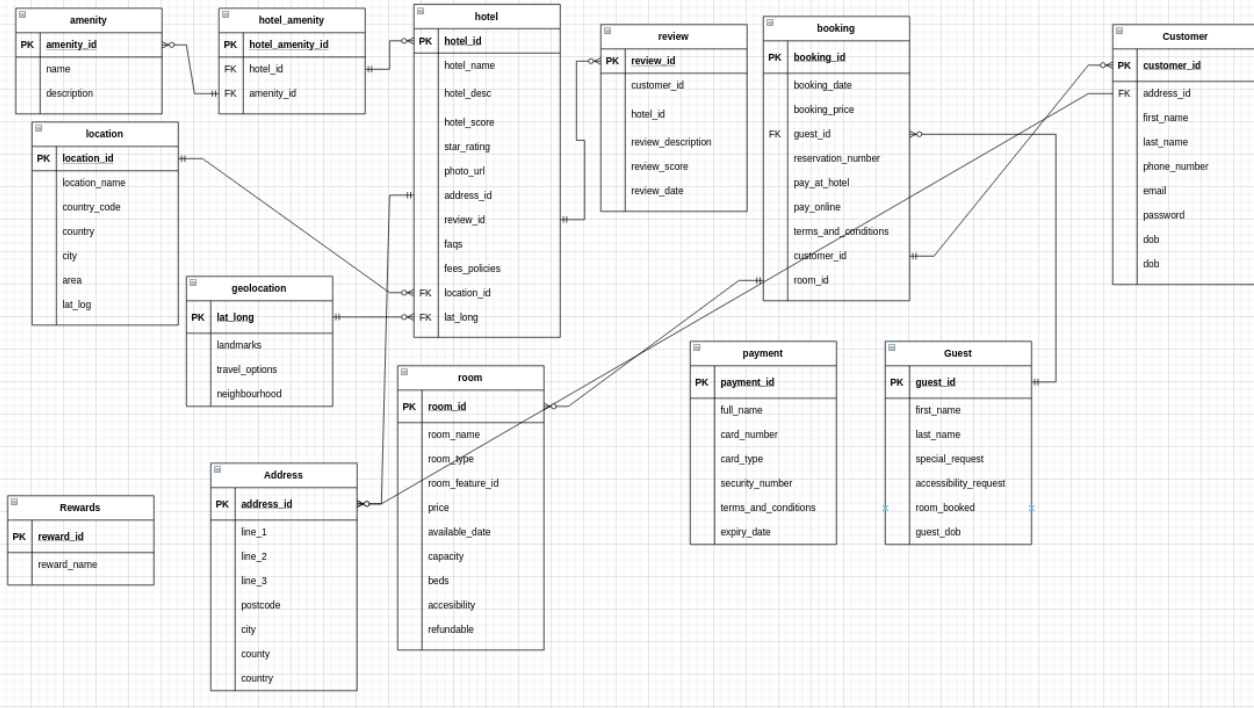 amenity
PK amenity_id
name
description
hotel_amenity
PK hotel_amenity_id
FK hotel_id
FK amenity_id
hotel
PK hotel_id
hotel_name
hotel_desc
hotel_score
star_rating
photo_url
address_id
review_id
faqs
fees_policies
FK location_id
FK lat_long
review
PK review_id
customer_id
hotel_id
review_description
review_score
review_date
booking
PK booking_id
booking_date
booking_price
FK guest_id
reservation_number
pay_at_hotel
pay_online
terms_and_conditions
customer_id
room_id
Customer
PK customer_id
FK address_id
first_name
last_name
phone_number
email
password
dob
dob
location
PK location_id
location_name
country_code
country
city
area
lat_log
geolocation
PK lat_long
landmarks
travel_options
neighbourhood
room
PK room_id
room_name
room_type
room_feature_id
price
available_date
capacity
beds
accesibility
refundable
payment
PK payment_id
full_name
card_number
card_type
security_number
terms_and_conditions
expiry_date
Guest
PK guest_id
first_name
last_name
special_request
accessibility_request
room_booked
guest_dob
Address
PK address_id
line_1
line_2
line_3
postcode
city
county
country
Rewards
PK reward_id
reward_name